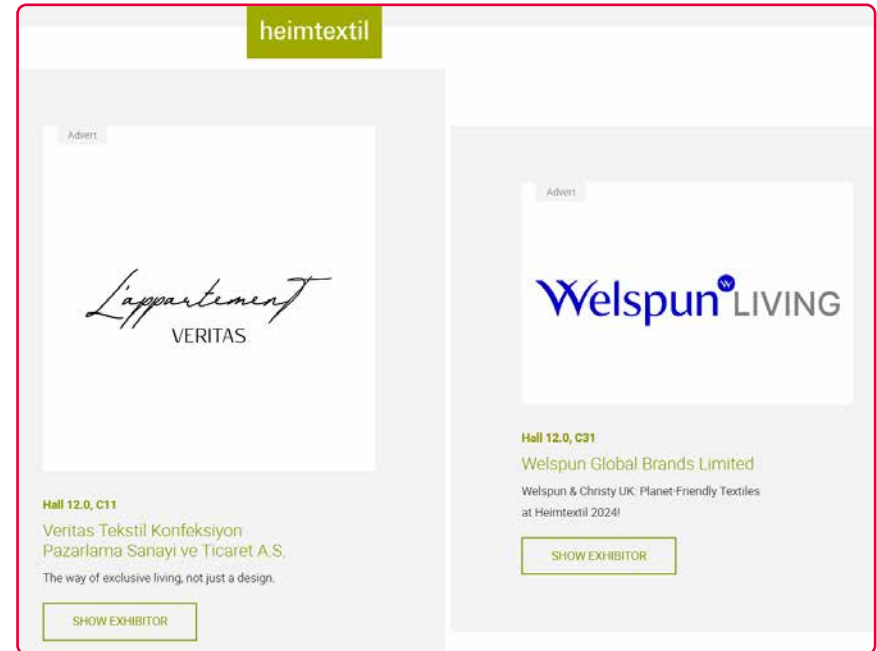 heimtextil
Advert
L'appartement
VERITAS
Hall 12.0, C11
Veritas Tekstil Konfeksiyon
Pazarlama Sanayi ve Ticaret A.S.
The way of exclusive living, not just a design.
SHOW EXHIBITOR
Advert
Welspun W LIVING
Hall 12.0, C31
Welspun Global Brands Limited
Welspun & Christy UK: Planet-Friendly Textiles
at Heimtextil 2024!
SHOW EXHIBITOR